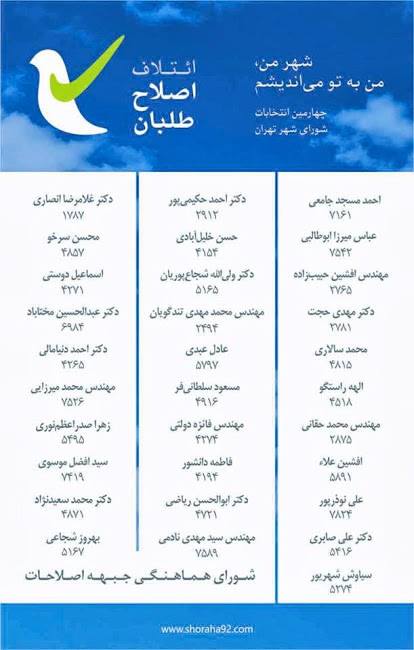 شهر من،
من به تو می‌اندیشم
چهارمین انتخابات
شورای شهر تهران
ائتلاف
اصلاح
طلبان
احمد مسجد جامعی
۷۱۶۱
عباس میرزا ابوطالبی
۷۵۴۲
مهندس افشین حبیب‌زاده
۲۷۶۵
دکتر مهدی حجت
۲۷۸۱
محمد سالاری
۴۸۱۵
الهه راستگو
۴۵۱۸
مهندس محمد حقانی
۲۸۷۵
افشین علاء
۵۸۹۱
علی نوذرپور
۷۸۲۴
دکتر علی صابری
۵۴۱۶
سیاوش شهریور
۵۲۷۴
دکتر احمد حکیمی‌پور
۲۹۱۲
حسن خلیل‌آبادی
۴۱۵۴
دکتر ولی‌الله شجاع‌پوریان
۵۱۶۵
مهندس محمد مهدی تندگویان
۲۴۹۴
عادل عبدی
۵۷۹۷
مسعود سلطانی‌فر
۴۹۱۶
مهندس فائزه دولتی
۴۲۷۴
فاطمه دانشور
۴۱۹۴
دکتر ابوالحسن ریاضی
۴۷۲۱
مهندس سید مهدی نادمی
۷۵۸۹
دکتر غلامرضا انصاری
۱۷۸۷
محسن سرخو
۴۸۵۷
اسماعیل دوستی
۴۲۷۱
دکتر عبدالحسین مختاباد
۶۹۸۴
دکتر احمد دنیامالی
۴۲۶۵
مهندس محمد میرزایی
۷۵۲۶
زهرا صدراعظم‌نوری
۵۴۹۵
سید افضل موسوی
۷۴۱۹
دکتر محمد سعیدنژاد
۴۸۷۱
بهروز شجاعی
۵۱۶۷
شورای هماهنگی جبهه اصلاحات
www.shoraha92.com